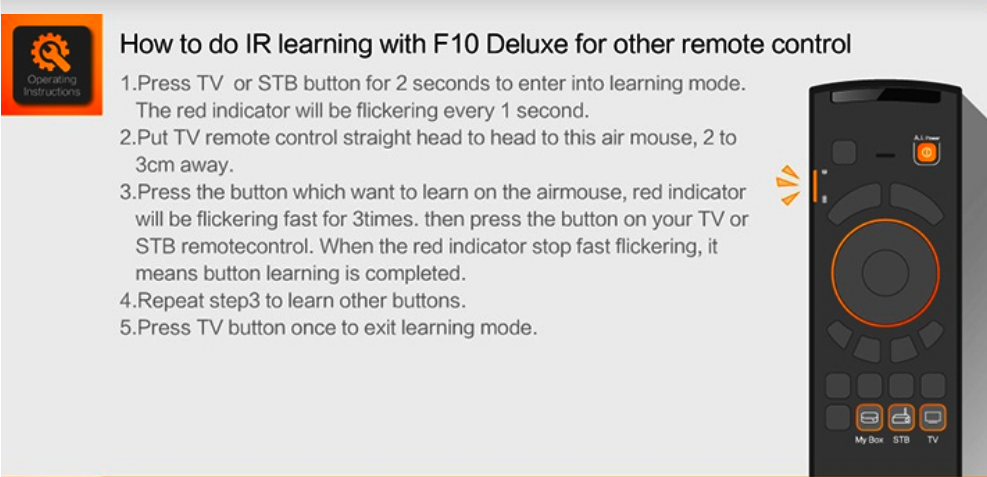 Operating
Instructions
How to do IR learning with F10 Deluxe for other remote control
1.Press TV or STB button for 2 seconds to enter into learning mode.
The red indicator will be flickering every 1 second.
2.Put TV remote control straight head to head to this air mouse, 2 to
3cm away.
3.Press the button which want to learn on the airmouse, red indicator
will be flickering fast for 3times. then press the button on your TV or
STB remotecontrol. When the red indicator stop fast flickering, it
means button learning is completed.
4.Repeat step3 to learn other buttons.
5.Press TV button once to exit learning mode.
A.I. Power
My Box STB TV